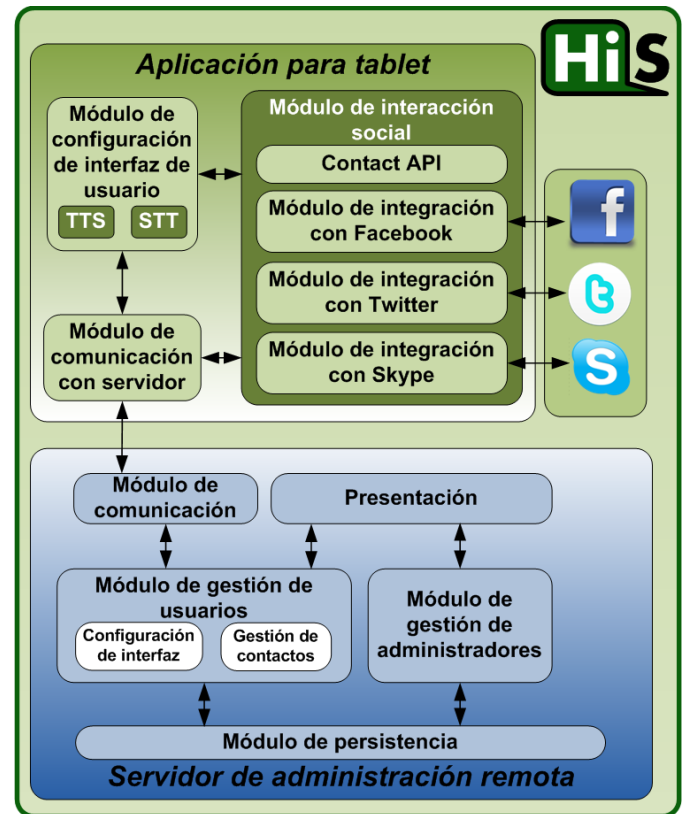 HiS
Aplicación para tablet
Módulo de
configuración
de interfaz de
usuario
TTS
STT
Módulo de interacción
social
Contact API
Módulo de integración
con Facebook
Módulo de integración
con Twitter
Módulo de integración
con Skype
Módulo de
comunicación
con servidor
f
t
S
Módulo de
comunicación
Presentación
Módulo de gestión de
usuarios
Configuración
de interfaz
Gestión de
contactos
Módulo de
gestión de
administradores
Módulo de persistencia
Servidor de administración remota